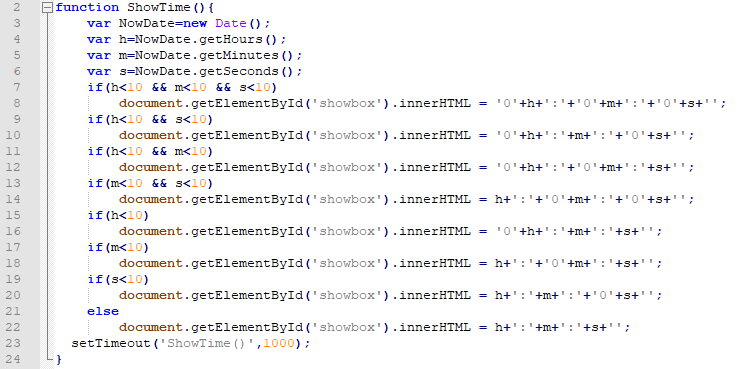 2 function ShowTime(){
3 var NowDate=new Date();
4 var h=NowDate.getHours();
5 var m=NowDate.getMinutes();
6 var s=NowDate.getSeconds();
7 if(h<10 && m<10 && s<10)
8 document.getElementById('showbox').innerHTML = '0'+h+':'+'0'+m+':'+'0'+s+'';
9 if(h<10 && s<10)
10 document.getElementById('showbox').innerHTML = '0'+h+':'+m+':'+'0'+s+'';
11 if(h<10 && m<10)
12 document.getElementById('showbox').innerHTML = '0'+h+':'+'0'+m+':'+s+'';
13 if(m<10 && s<10)
14 document.getElementById('showbox').innerHTML = h+':'+'0'+m+':'+'0'+s+'';
15 if(h<10)
16 document.getElementById('showbox').innerHTML = '0'+h+':'+m+':'+s+'';
17 if(m<10)
18 document.getElementById('showbox').innerHTML = h+':'+'0'+m+':'+s+'';
19 if(s<10)
20 document.getElementById('showbox').innerHTML = h+':'+m+':'+'0'+s+'';
21 else
22 document.getElementById('showbox').innerHTML = h+':'+m+':'+s+'';
23 setTimeout('ShowTime()',1000);
24 }